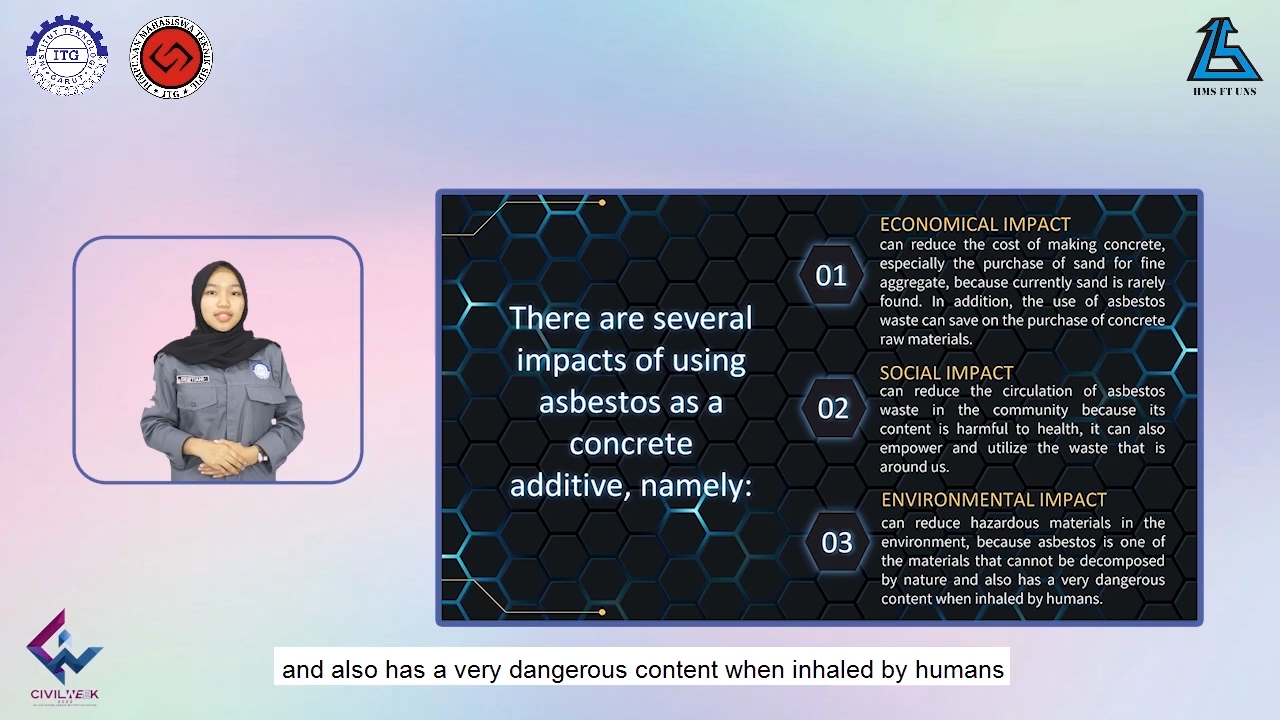 INSTITUT TEKNOLOGI
ITG
GARUT
HIMPUNAN MAHASISWA TEKNIK SIPIL
ITG
HMS FT UNS
There are several
impacts of using
asbestos as a
concrete
additive, namely:
01
ECONOMICAL IMPACT
can reduce the cost of making concrete,
especially the purchase of sand for fine
aggregate, because currently sand is rarely
found. In addition, the use of asbestos
waste can save on the purchase of concrete
raw materials.
02
SOCIAL IMPACT
can reduce the circulation of asbestos
waste in the community because its
content is harmful to health, it can also
empower and utilize the waste that is
around us.
03
ENVIRONMENTAL IMPACT
can reduce hazardous materials in the
environment, because asbestos is one of
the materials that cannot be decomposed
by nature and also has a very dangerous
content when inhaled by humans.
CIVILWEEK
and also has a very dangerous content when inhaled by humans